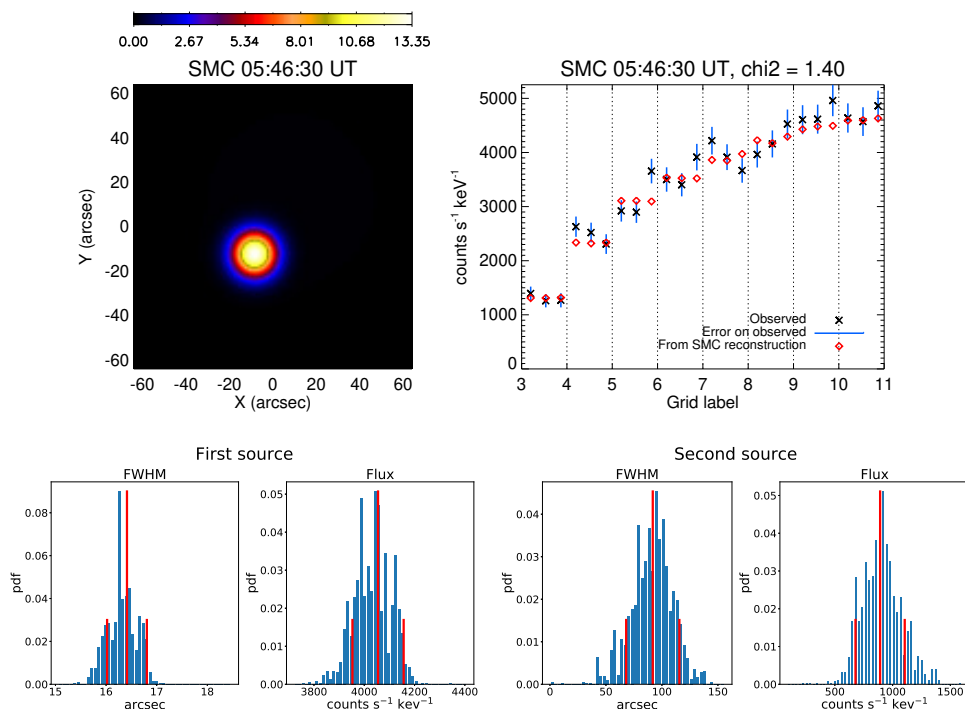 0.00 2.67 5.34 8.01 10.68 13.35
SMC 05:46:30 UT
60
40
20
0
-20
-40
-60
Y (arcsec)
-60 -40 -20 0 20 40 60
X (arcsec)
SMC 05:46:30 UT, chi2 = 1.40
5000
4000
3000
2000
1000
0
counts s⁻¹ keV⁻¹
Observed
Error on observed
From SMC reconstruction
3 4 5 6 7 8 9 10 11
Grid label
First source
FWHM
0.08
0.06
0.04
0.02
0.00
pdf
15 16 17 18
arcsec
Flux
0.05
0.04
0.03
0.02
0.01
0.00
pdf
3800 4000 4200 4400
counts s⁻¹ keV⁻¹
Second source
FWHM
0.05
0.04
0.03
0.02
0.01
0.00
pdf
0 50 100 150
arcsec
Flux
0.05
0.04
0.03
0.02
0.01
0.00
pdf
500 1000 1500
counts s⁻¹ keV⁻¹